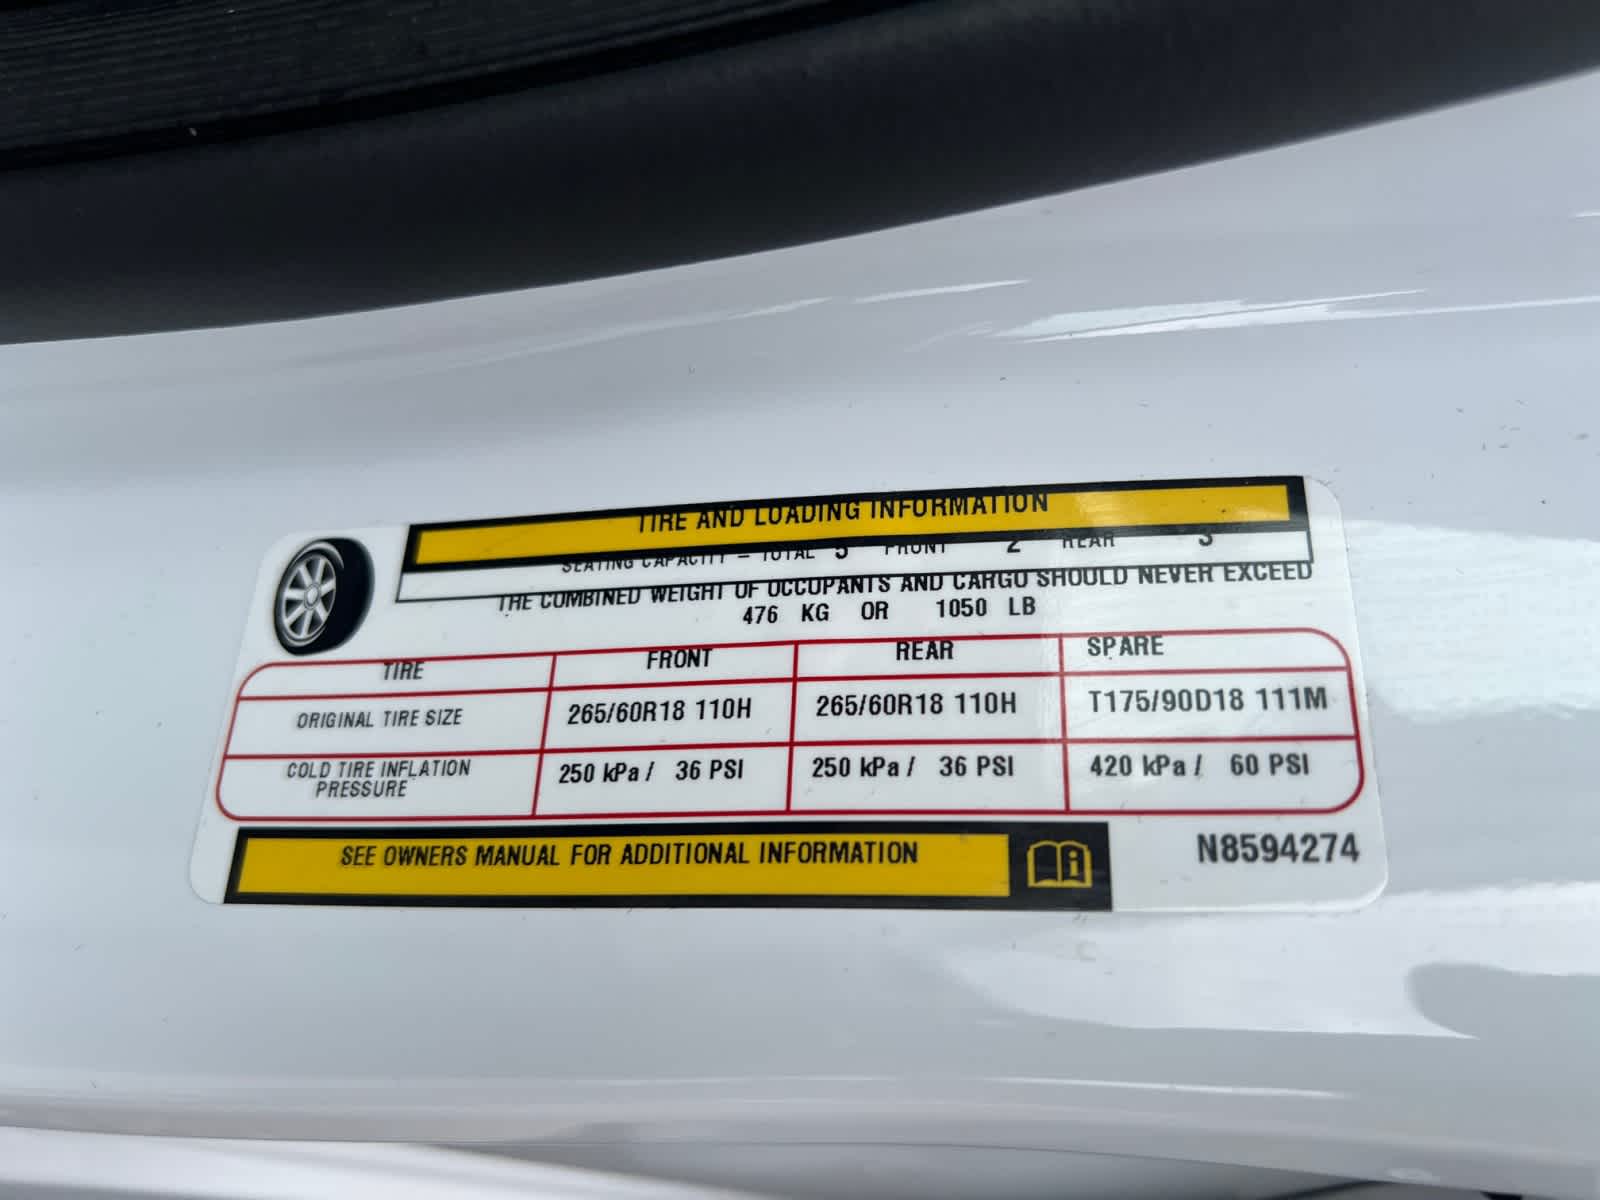 TIRE AND LOADING INFORMATION
SEATING CAPACITY - TOTAL 5 FRONT 2 REAR 3
THE COMBINED WEIGHT OF OCCUPANTS AND CARGO SHOULD NEVER EXCEED
476 KG OR 1050 LB
TIRE FRONT REAR SPARE
ORIGINAL TIRE SIZE 265/60R18 110H 265/60R18 110H T175/90D18 111M
COLD TIRE INFLATION PRESSURE 250 kPa / 36 PSI 250 kPa / 36 PSI 420 kPa / 60 PSI
SEE OWNERS MANUAL FOR ADDITIONAL INFORMATION
N8594274